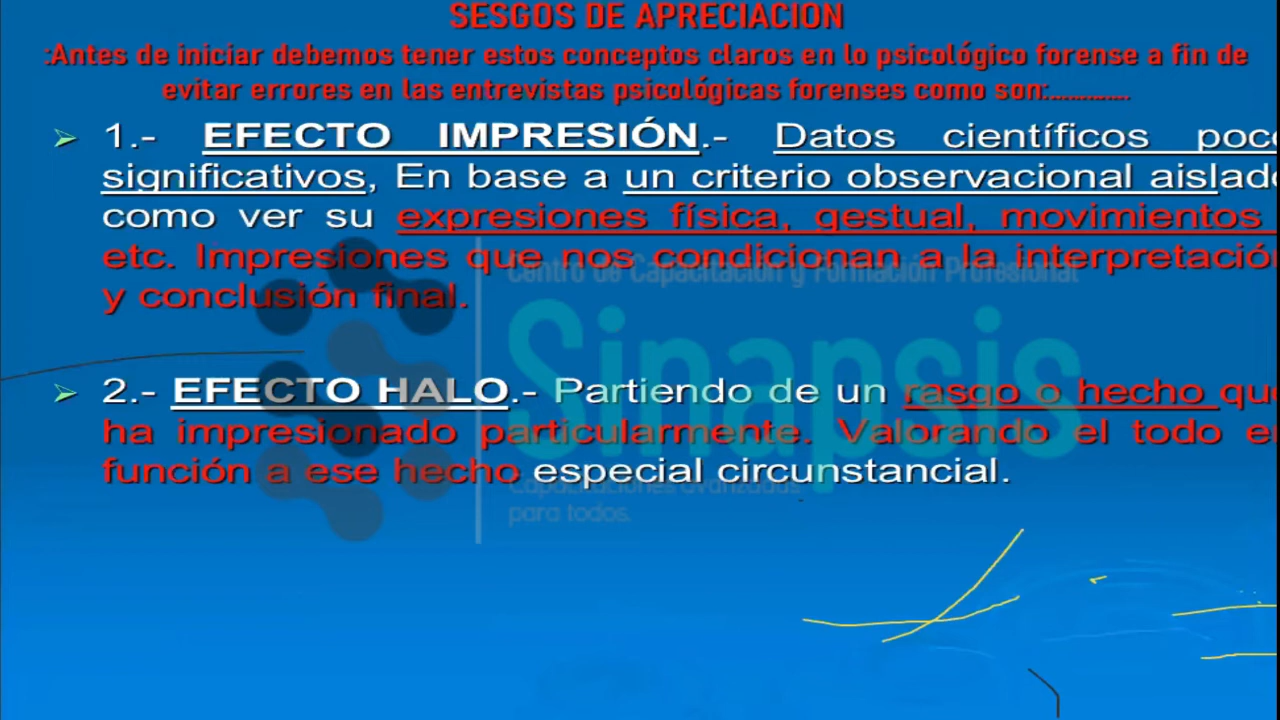 SESGOS DE APRECIACION
:Antes de iniciar debemos tener estos conceptos claros en lo psicológico forense a fin de
evitar errores en las entrevistas psicológicas forenses como son:.............
1.- EFECTO IMPRESIÓN.- Datos científicos poco
significativos, En base a un criterio observacional aislado
como ver su expresiones física, gestual, movimientos
etc. Impresiones que nos condicionan a la interpretació
y conclusión final.
Centro de Capacitación y Formación Profesional
Sinapsis
2.- EFECTO HALO.- Partiendo de un rasgo o hecho que
ha impresionado particularmente. Valorando el todo e
función a ese hecho especial circunstancial.
Capacitaciones avanzadas
para todos.